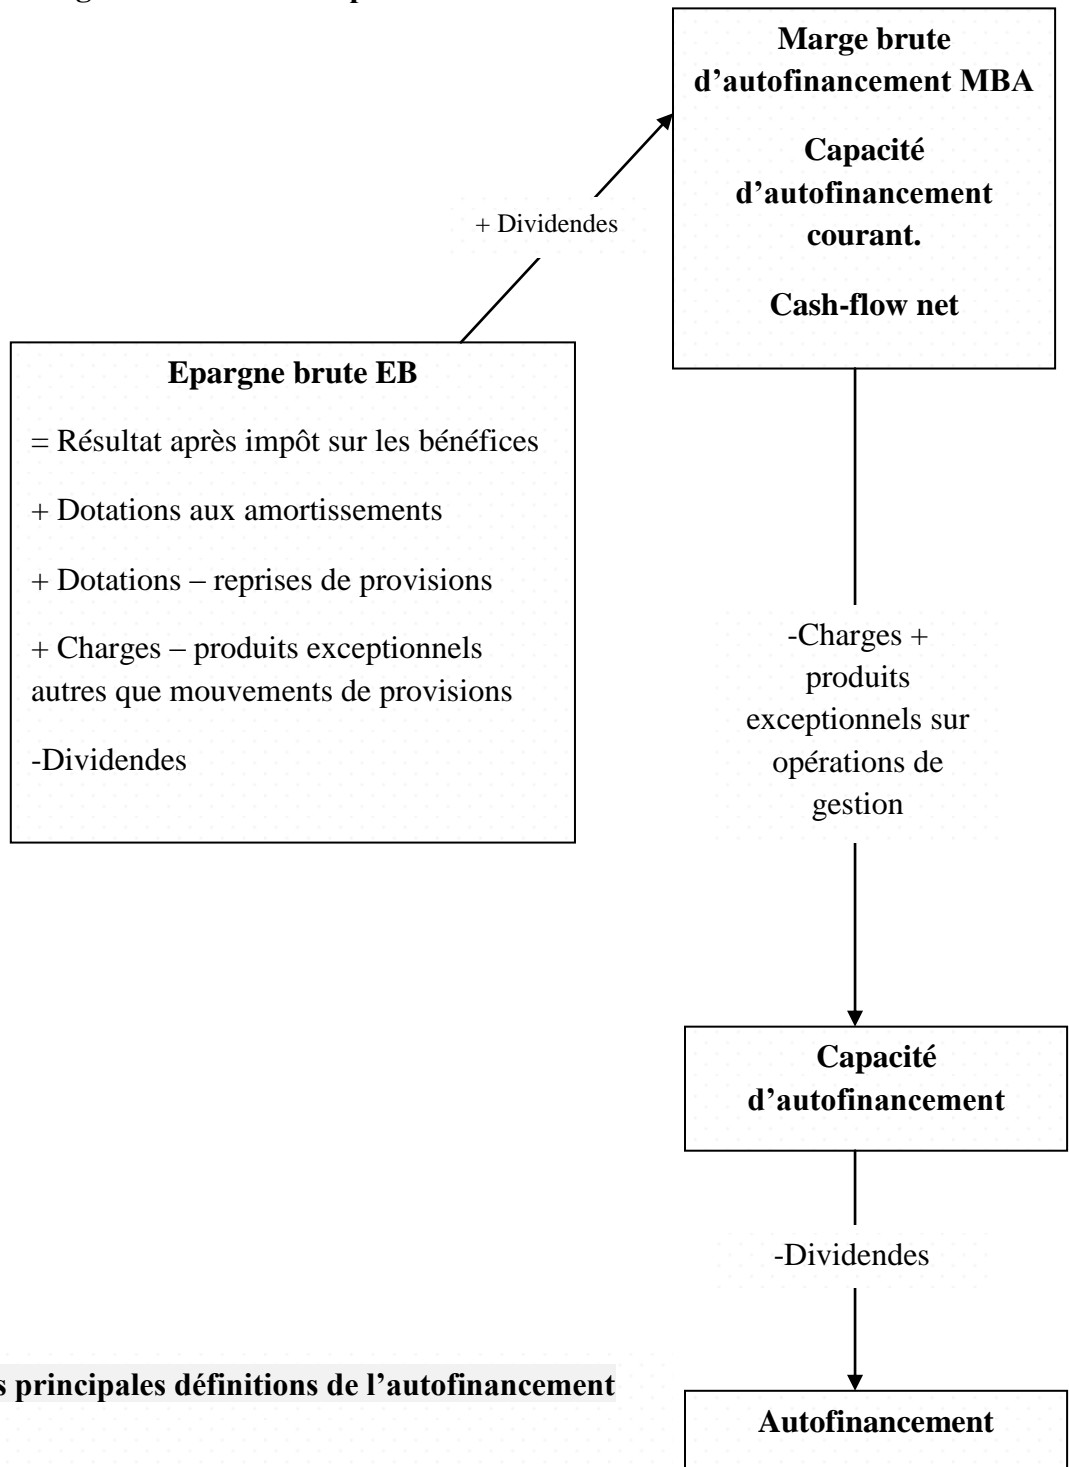 Marge brute
d’autofinancement MBA
Capacité
d’autofinancement
courant.
Cash-flow net
+ Dividendes
Epargne brute EB
= Résultat après impôt sur les bénéfices
+ Dotations aux amortissements
+ Dotations – reprises de provisions
+ Charges – produits exceptionnels
autres que mouvements de provisions
-Dividendes
-Charges +
produits
exceptionnels sur
opérations de
gestion
Capacité
d’autofinancement
-Dividendes
s principales définitions de l’autofinancement
Autofinancement